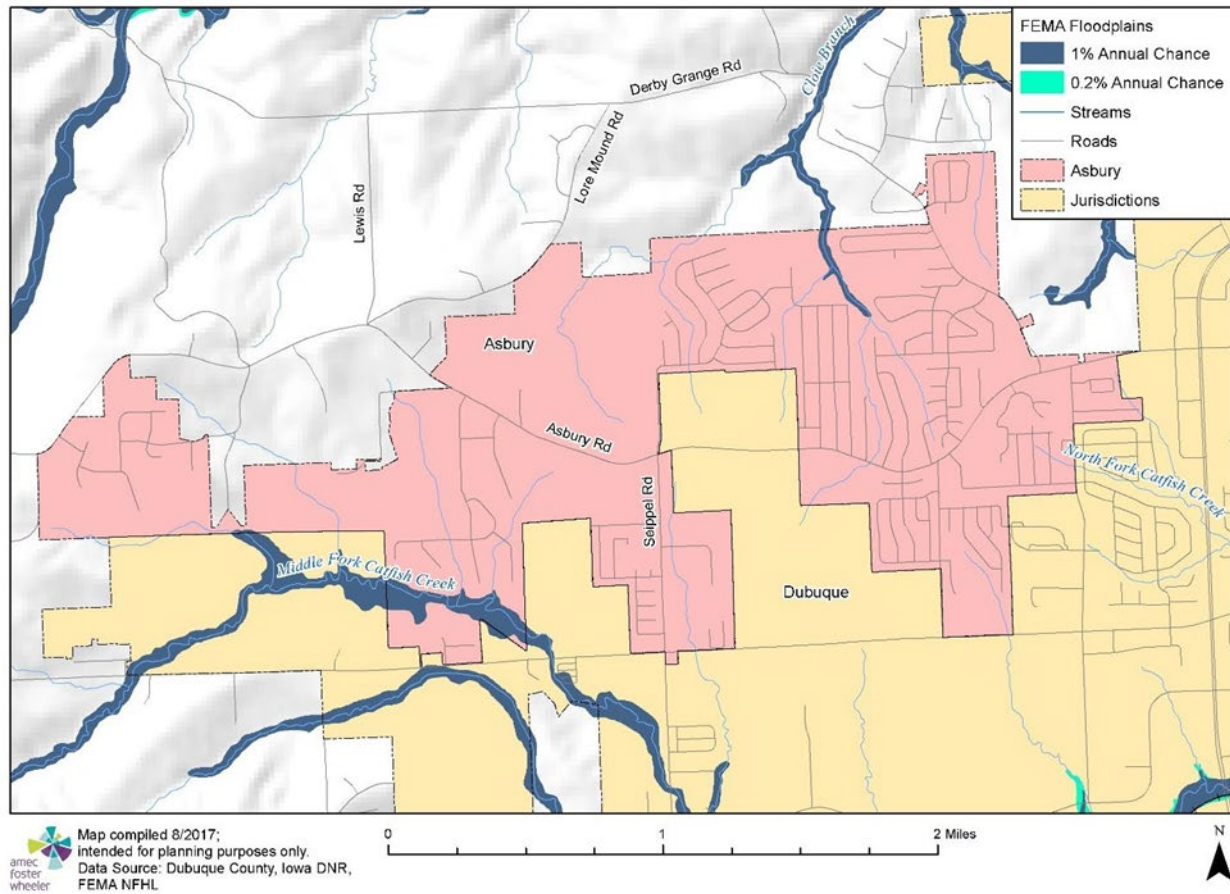 FEMA Floodplains
1% Annual Chance
0.2% Annual Chance
Streams
Roads
Asbury
Jurisdictions
Cloie Branch
Derby Grange Rd
Lore Mound Rd
Lewis Rd
Asbury
Asbury Rd
North Fork Catfish Creek
Seippel Rd
Middle Fork Catfish Creek
Dubuque
amec
foster
wheeler
Map compiled 8/2017;
intended for planning purposes only.
Data Source: Dubuque County, Iowa DNR,
FEMA NFHL
0 1 2 Miles
N